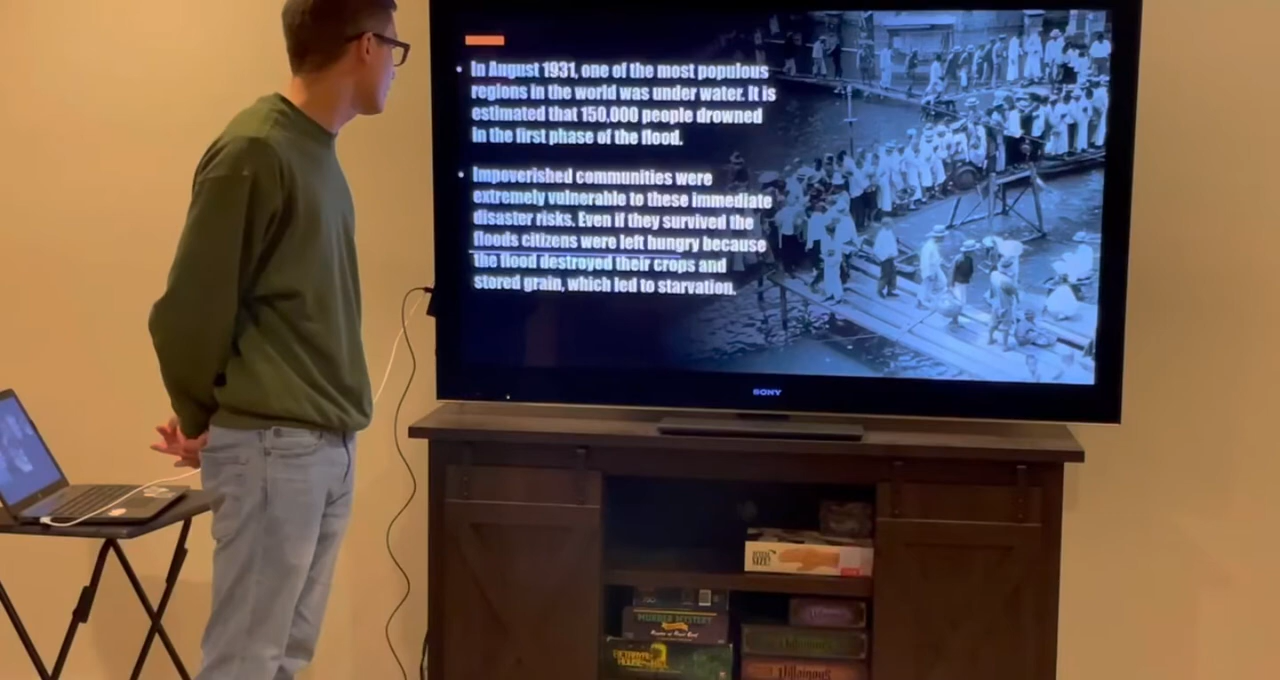 • In August 1931, one of the most populous
regions in the world was under water. It is
estimated that 150,000 people drowned
in the first phase of the flood.
• Impoverished communities were
extremely vulnerable to these immediate
disaster risks. Even if they survived the
floods citizens were left hungry because
the flood destroyed their crops and
stored grain, which led to starvation.
SONY
MURDER MYSTERY
Villainous